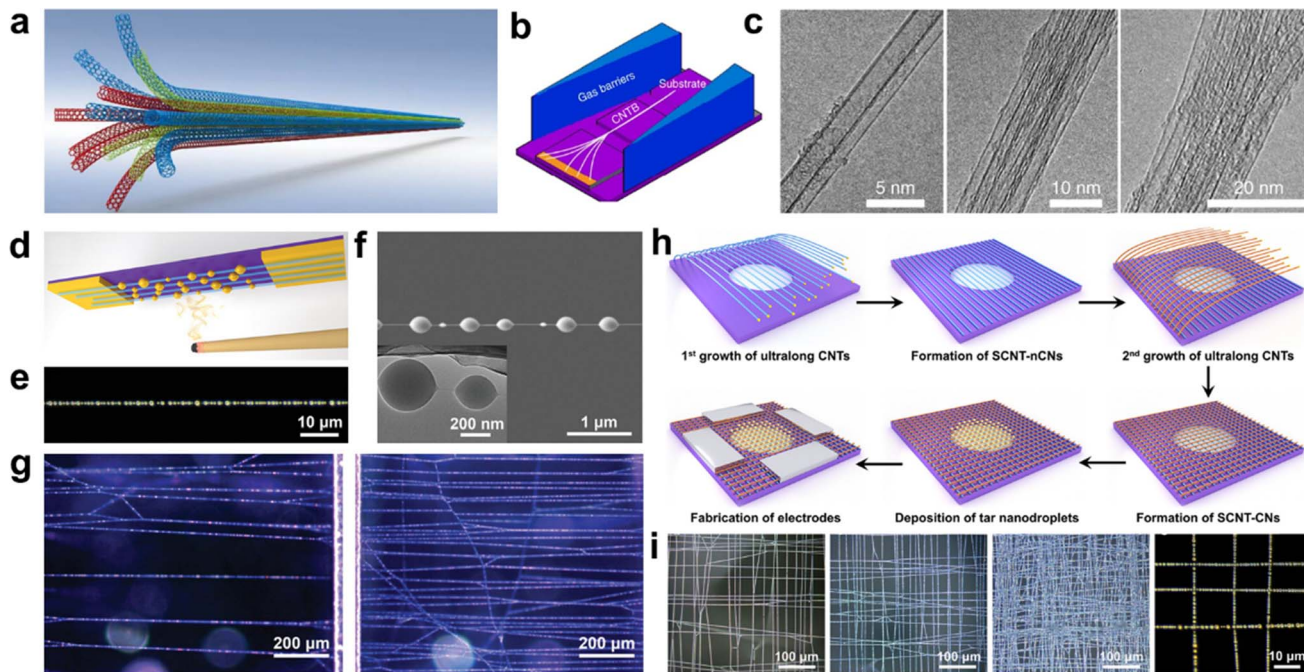 a
b
Gas barriers
Substrate
CNTB
c
5 nm
10 nm
20 nm
d
e
10 µm
f
200 nm
1 µm
g
200 µm
200 µm
h
1st growth of ultralong CNTs
Formation of SCNT-nCNs
2nd growth of ultralong CNTs
Fabrication of electrodes
Deposition of tar nanodroplets
Formation of SCNT-CNs
i
100 µm
100 µm
100 µm
10 µm